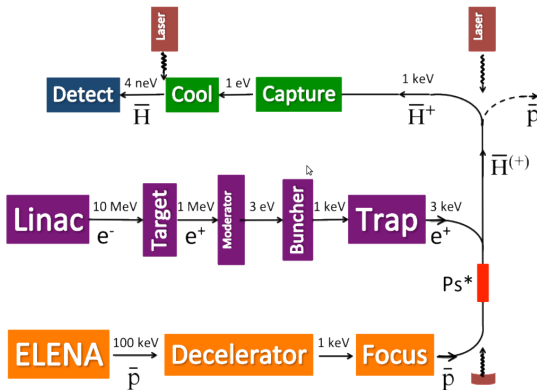 Laser
Laser
Detect
4 neV
H̅
Cool
1 eV
Capture
1 keV
H̅⁺
p̅
H̅⁽⁺⁾
Linac
10 MeV
e⁻
Target
1 MeV
e⁺
Moderator
3 eV
Buncher
1 keV
Trap
3 keV
e⁺
Ps*
ELENA
100 keV
p̅
Decelerator
1 keV
Focus
p̅